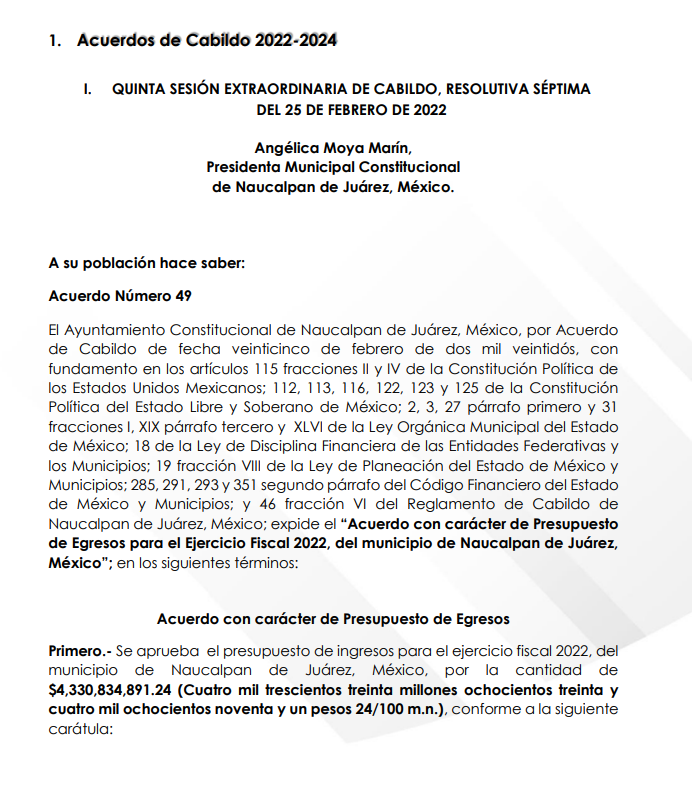 1. Acuerdos de Cabildo 2022-2024
I. QUINTA SESIÓN EXTRAORDINARIA DE CABILDO, RESOLUTIVA SÉPTIMA
DEL 25 DE FEBRERO DE 2022
Angélica Moya Marín,
Presidenta Municipal Constitucional
de Naucalpan de Juárez, México.
A su población hace saber:
Acuerdo Número 49
El Ayuntamiento Constitucional de Naucalpan de Juárez, México, por Acuerdo
de Cabildo de fecha veinticinco de febrero de dos mil veintidós, con
fundamento en los artículos 115 fracciones II y IV de la Constitución Política de
los Estados Unidos Mexicanos; 112, 113, 116, 122, 123 y 125 de la Constitución
Política del Estado Libre y Soberano de México; 2, 3, 27 párrafo primero y 31
fracciones I, XIX párrafo tercero y XLVI de la Ley Orgánica Municipal del Estado
de México; 18 de la Ley de Disciplina Financiera de las Entidades Federativas y
los Municipios; 19 fracción VIII de la Ley de Planeación del Estado de México y
Municipios; 285, 291, 293 y 351 segundo párrafo del Código Financiero del Estado
de México y Municipios; y 46 fracción VI del Reglamento de Cabildo de
Naucalpan de Juárez, México; expide el “Acuerdo con carácter de Presupuesto
de Egresos para el Ejercicio Fiscal 2022, del municipio de Naucalpan de Juárez,
México”; en los siguientes términos:
Acuerdo con carácter de Presupuesto de Egresos
Primero.- Se aprueba el presupuesto de ingresos para el ejercicio fiscal 2022, del
municipio de Naucalpan de Juárez, México, por la cantidad de
$4,330,834,891.24 (Cuatro mil trescientos treinta millones ochocientos treinta y
cuatro mil ochocientos noventa y un pesos 24/100 m.n.), conforme a la siguiente
carátula: